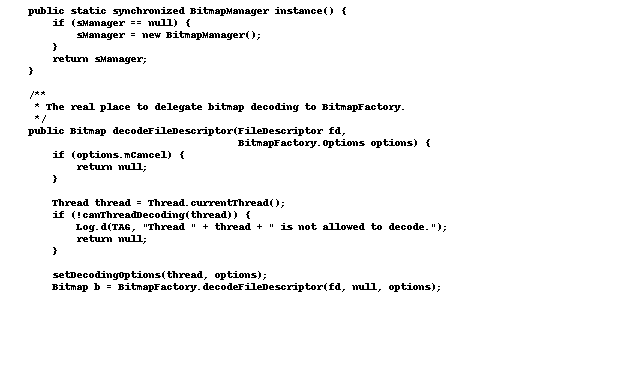 public static synchronized BitmapManager instance() {
    if (sManager == null) {
        sManager = new BitmapManager();
    }
    return sManager;
}

/**
 * The real place to delegate bitmap decoding to BitmapFactory.
 */
public Bitmap decodeFileDescriptor(FileDescriptor fd,
                                   BitmapFactory.Options options) {
    if (options.mCancel) {
        return null;
    }

    Thread thread = Thread.currentThread();
    if (!canThreadDecoding(thread)) {
        Log.d(TAG, "Thread " + thread + " is not allowed to decode.");
        return null;
    }

    setDecodingOptions(thread, options);
    Bitmap b = BitmapFactory.decodeFileDescriptor(fd, null, options);